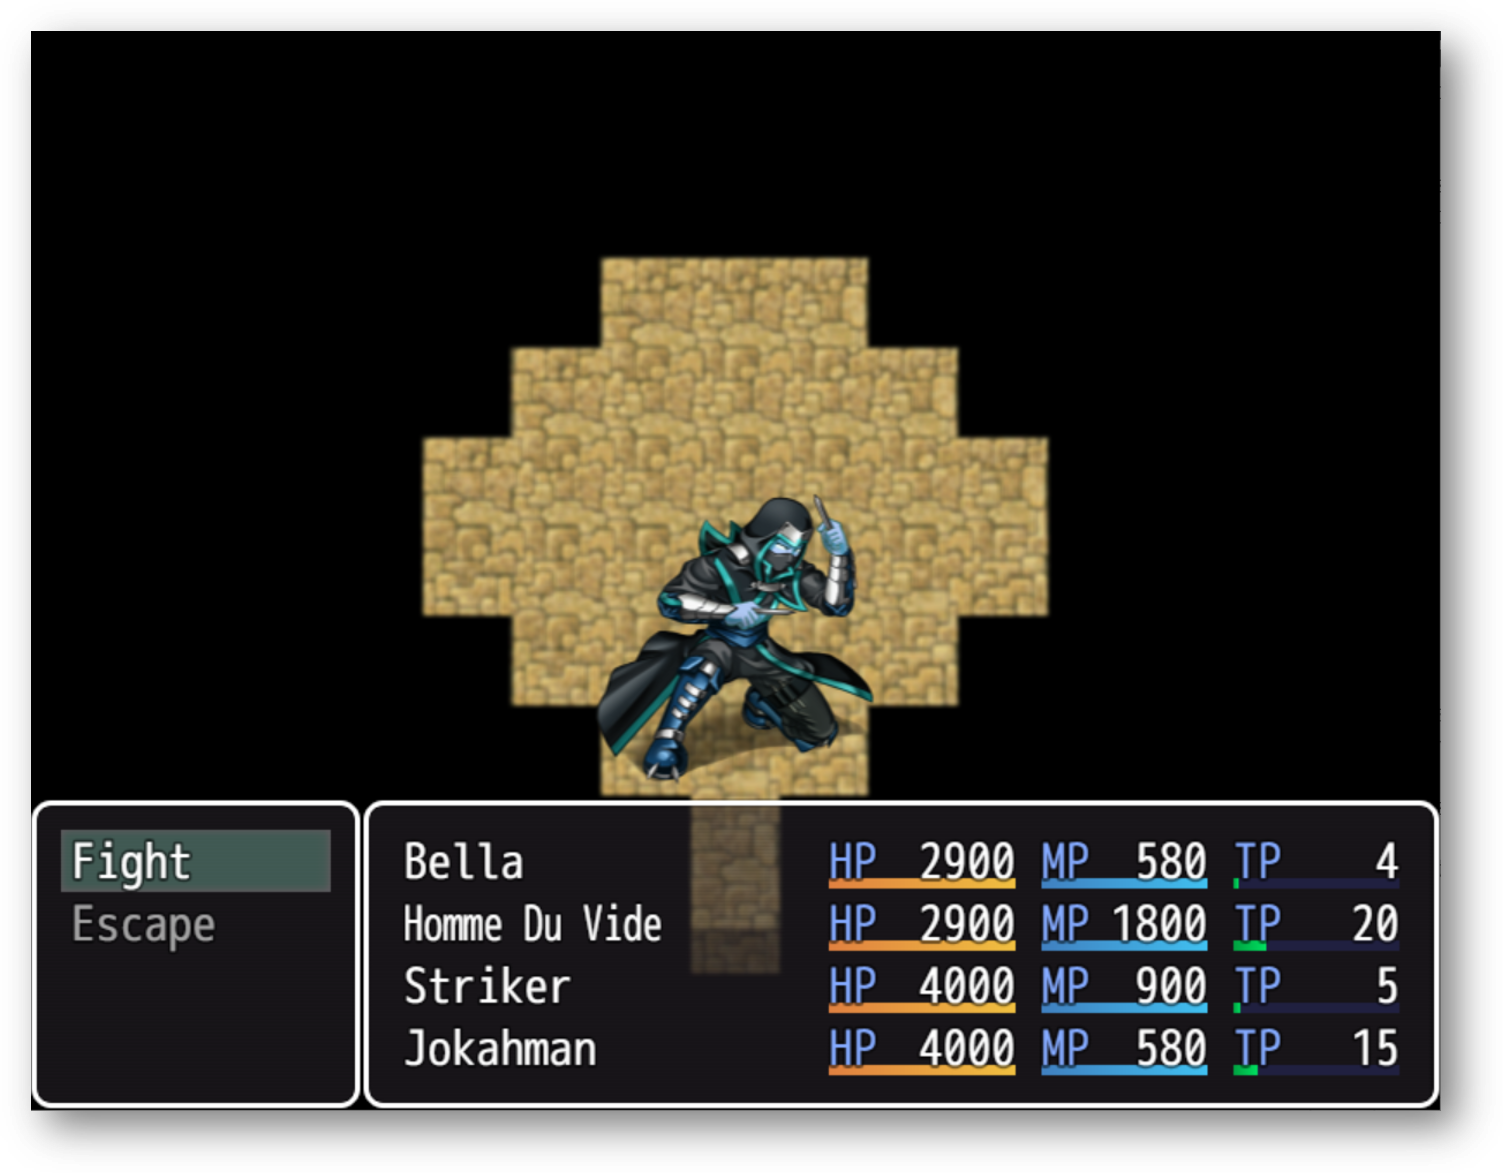 Fight
Escape
Bella HP 2900 MP 580 TP 4
Homme Du Vide HP 2900 MP 1800 TP 20
Striker HP 4000 MP 900 TP 5
Jokahman HP 4000 MP 580 TP 15